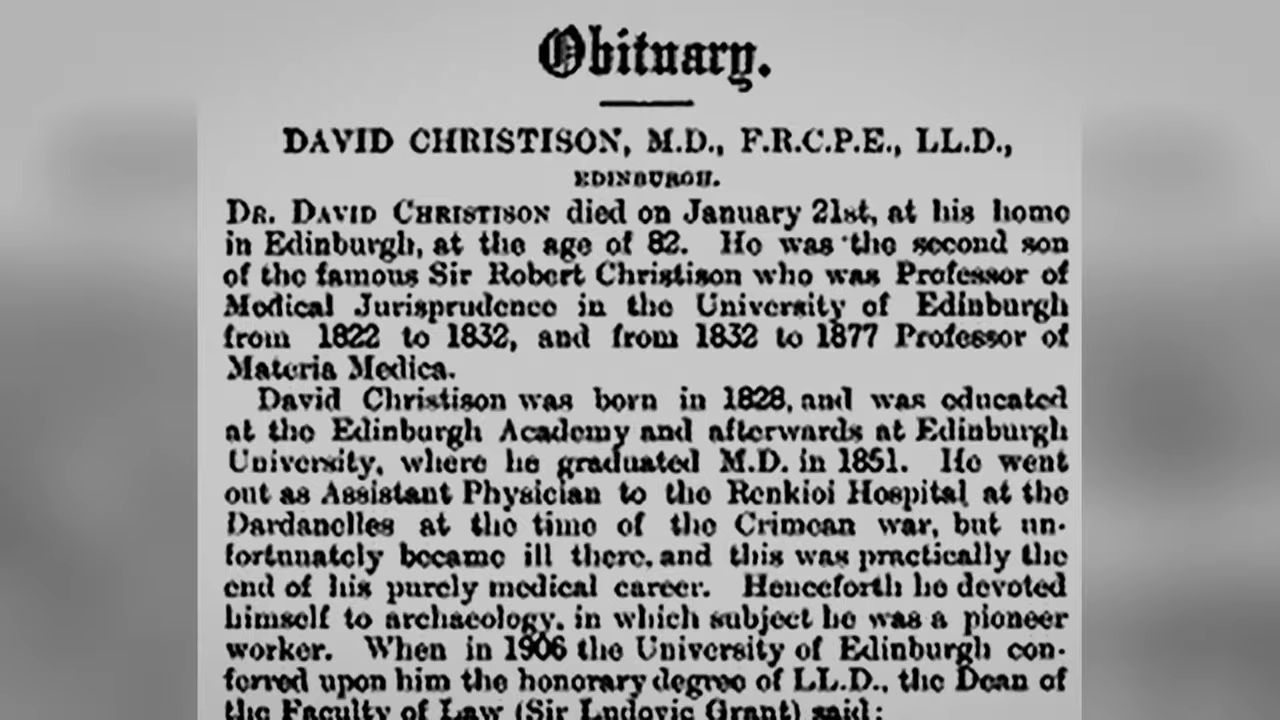 Obituary.
DAVID CHRISTISON, M.D., F.R.C.P.E., LL.D.,
EDINBURGH.
DR. DAVID CHRISTISON died on January 21st, at his home
in Edinburgh, at the age of 82. He was the second son
of the famous Sir Robert Christison who was Professor of
Medical Jurisprudence in the University of Edinburgh
from 1822 to 1832, and from 1832 to 1877 Professor of
Materia Medica.
David Christison was born in 1828, and was educated
at the Edinburgh Academy and afterwards at Edinburgh
University, where he graduated M.D. in 1851. He went
out as Assistant Physician to the Renkioi Hospital at the
Dardanelles at the time of the Crimean war, but un-
fortunately became ill there, and this was practically the
end of his purely medical career. Henceforth he devoted
himself to archaeology, in which subject he was a pioneer
worker. When in 1906 the University of Edinburgh con-
ferred upon him the honorary degree of LL.D., the Dean of
the Faculty of Law (Sir Ludovic Grant) said: